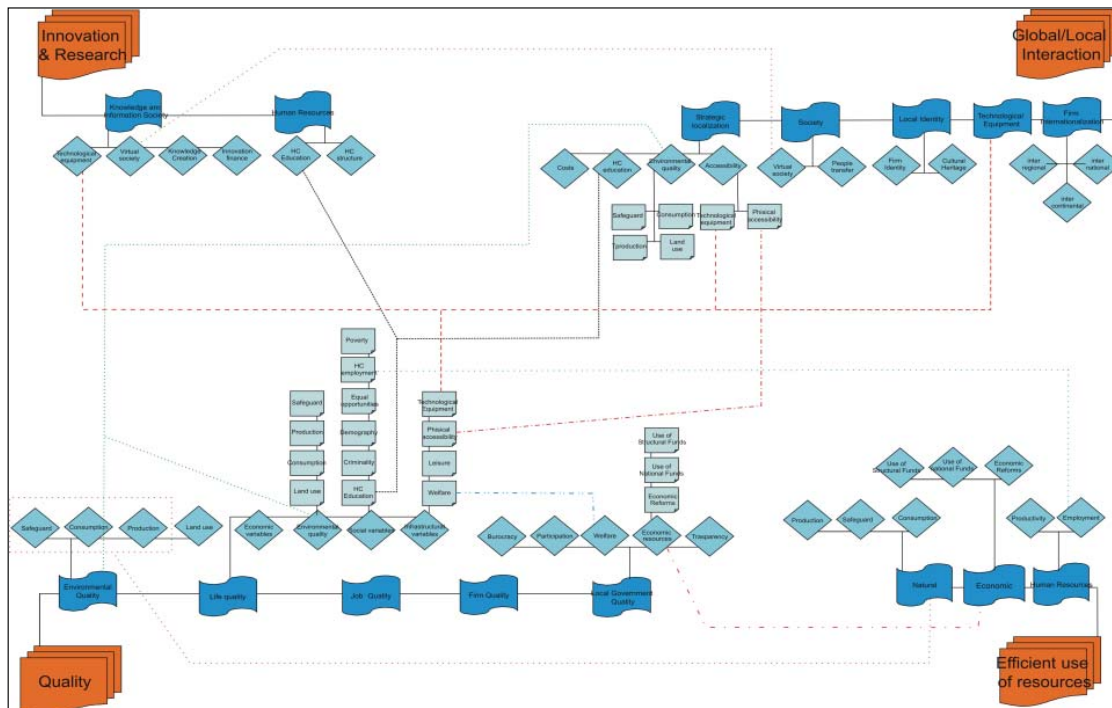 Innovation
& Research
Global/Local
Interaction
Knowledge and
Information Society
Human Resources
Technological
equipment
Virtual
society
Knowledge
Creation
Innovation
finance
HC
Education
HC
structure
Strategic
localization
Society
Local Identity
Technological
Equipment
Firm
Internationalization
Costs
HC
education
Environmental
quality
Accessibility
Virtual
society
People
transfer
Firm
Identity
Cultural
Heritage
Inter
regional
Inter
national
Inter
continental
Safeguard
Consumption
Tproduction
Land
use
Technological
equipment
Phisical
accessibility
Poverty
HC
employment
Equal
opportunities
Demography
Criminality
HC
Education
Safeguard
Production
Consumption
Land use
Technological
Equipment
Phisical
accessibility
Leisure
Welfare
Use of
Structural Funds
Use of
National Funds
Economic
Reforms
Use of
Structural Funds
Use of
National Funds
Economic
Reforms
Safeguard
Consumption
Production
Land use
Economic
variables
Environmental
quality
Social variables
Infrastructural
variables
Burocracy
Participation
Welfare
Economic
resources
Trasparency
Production
Safeguard
Consumption
Productivity
Employment
Environmental
Quality
Life quality
Job Quality
Firm Quality
Local Government
Quality
Natural
Economic
Human Resources
Quality
Efficient use
of resources